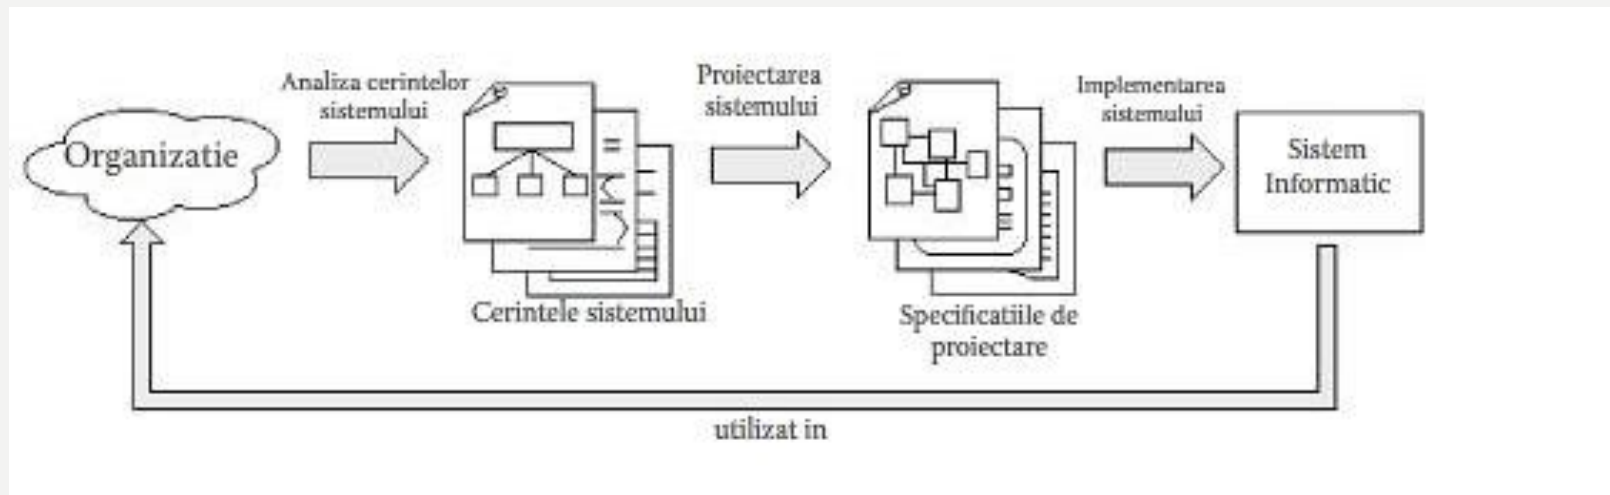 Organizatie
Analiza cerintelor
sistemului
Cerintele sistemului
Proiectarea
sistemului
Specificatiile de
proiectare
Implementarea
sistemului
Sistem
Informatic
utilizat in